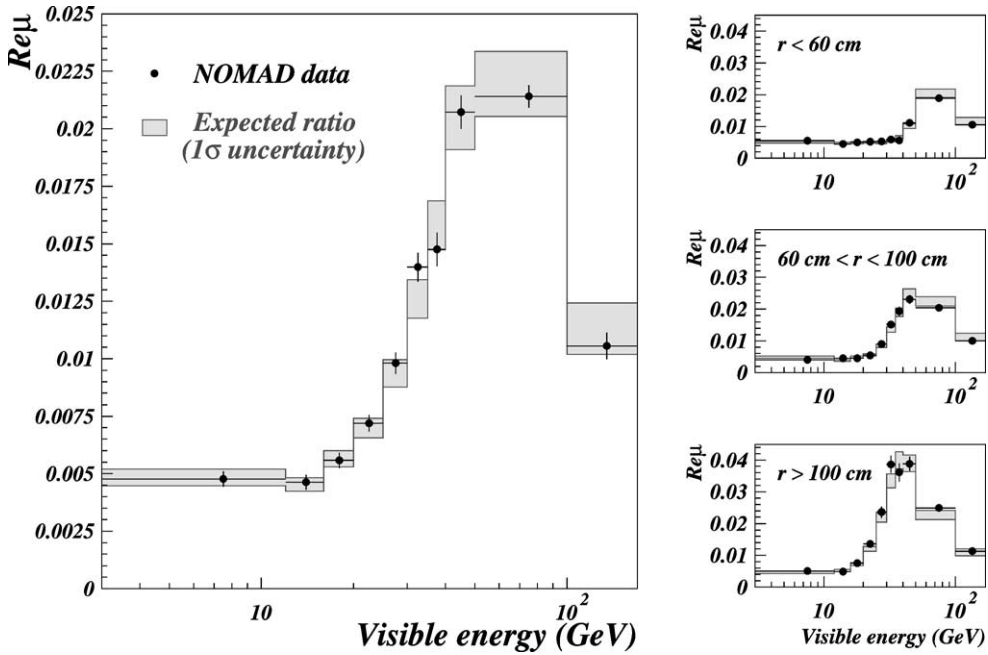 Reμ
0.025
0.0225
0.02
0.0175
0.015
0.0125
0.01
0.0075
0.005
0.0025
0
NOMAD data
Expected ratio
(1σ uncertainty)
10
10²
Visible energy (GeV)
Reμ
0.04
0.03
0.02
0.01
0
r < 60 cm
10
10²
Reμ
0.04
0.03
0.02
0.01
0
60 cm < r < 100 cm
10
10²
Reμ
0.04
0.03
0.02
0.01
0
r > 100 cm
10
10²
Visible energy (GeV)